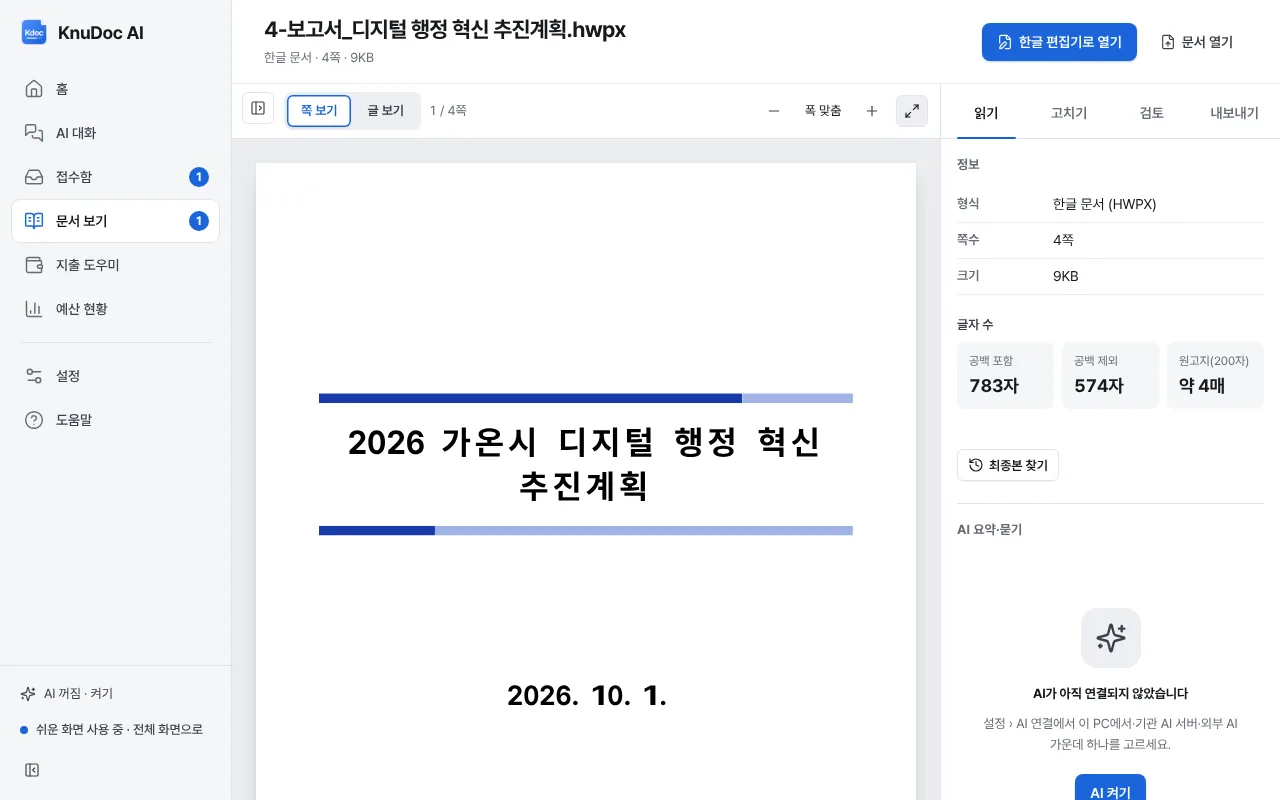 Kdoc
KnuDoc AI
홈
AI 대화
접수함 1
문서 보기 1
지출 도우미
예산 현황
설정
도움말
AI 꺼짐 · 켜기
쉬운 화면 사용 중 · 전체 화면으로
4-보고서_디지털 행정 혁신 추진계획.hwpx
한글 문서 · 4쪽 · 9KB
한글 편집기로 열기
문서 열기
쪽 보기
글 보기
1 / 4쪽
폭 맞춤
2026 가온시 디지털 행정 혁신
추진계획
2026. 10. 1.
읽기 고치기 검토 내보내기
정보
형식 한글 문서 (HWPX)
쪽수 4쪽
크기 9KB
글자 수
공백 포함 공백 제외 원고지(200자)
783자 574자 약 4매
최종본 찾기
AI 요약·묻기
AI가 아직 연결되지 않았습니다
설정 › AI 연결에서 이 PC에서·기관 AI 서버·외부 AI
가운데 하나를 고르세요.
AI 켜기